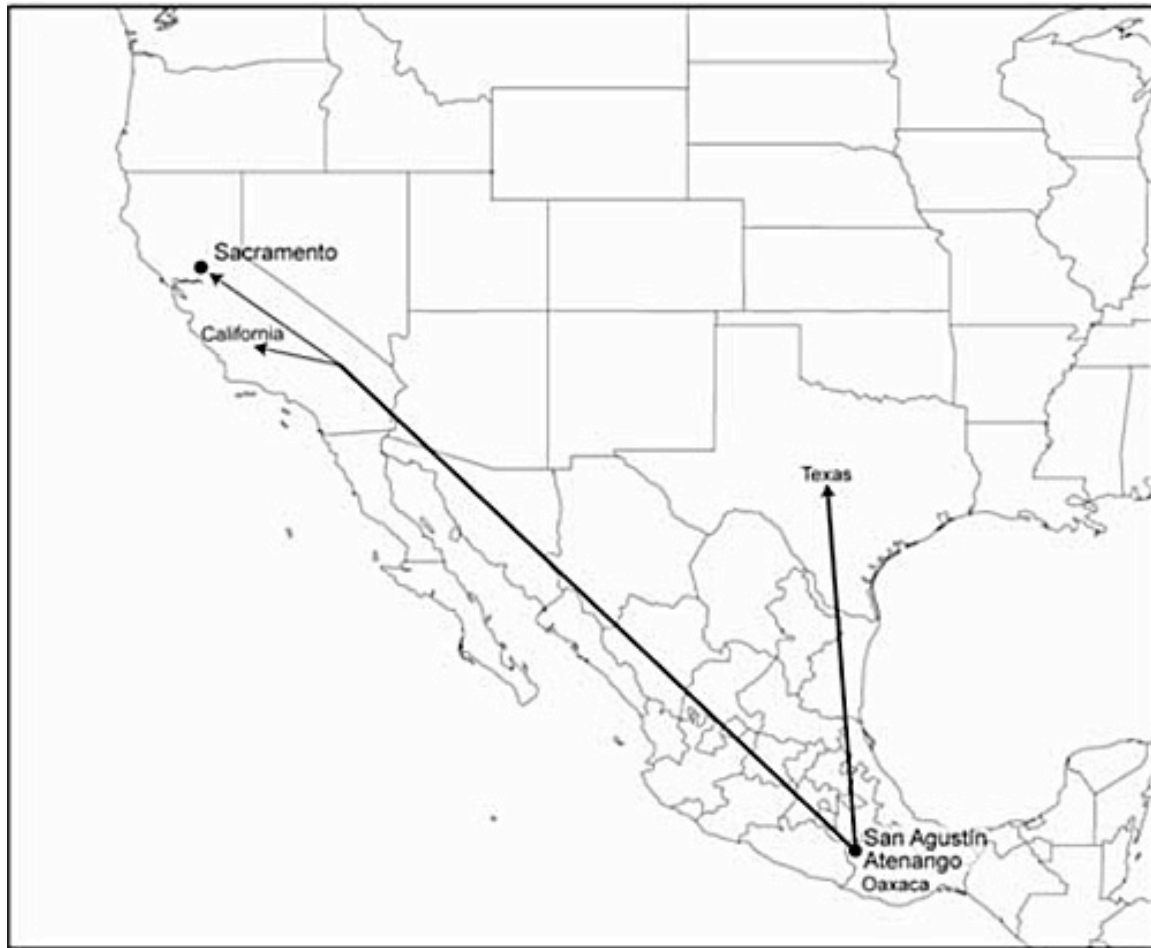 Sacramento
California
Texas
San Agustín
Atenango
Oaxaca